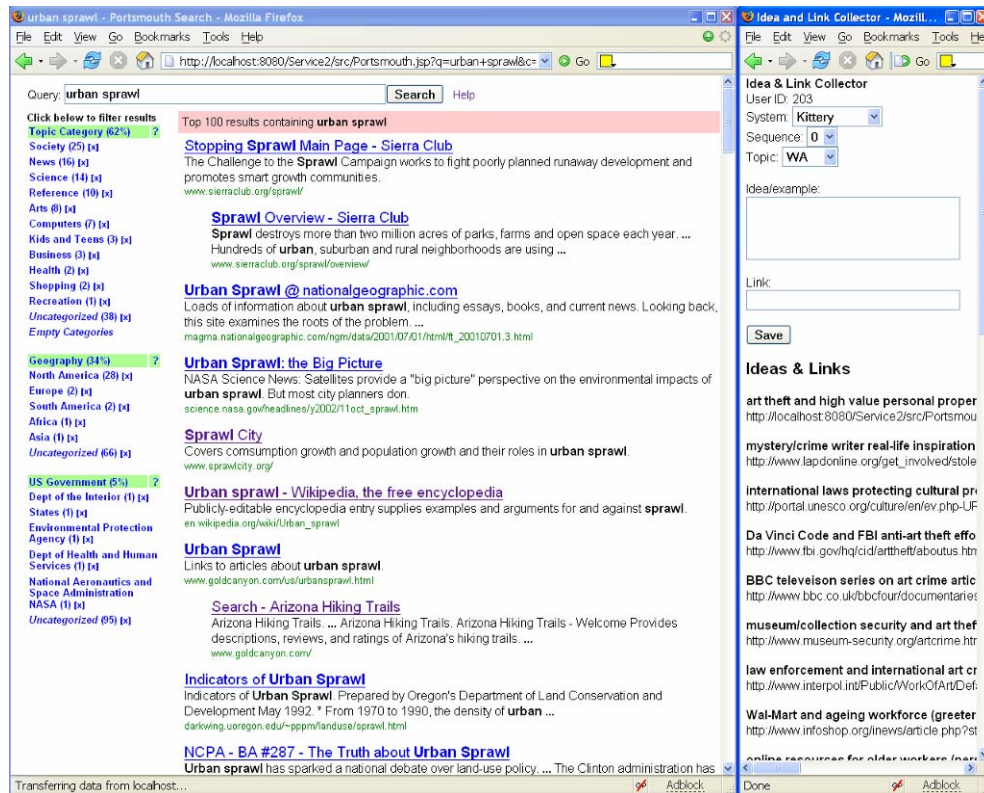 urban sprawl - Portsmouth Search - Mozilla Firefox
File Edit View Go Bookmarks Tools Help
http://localhost:8080/Service2/src/Portsmouth.jsp?q=urban+sprawl&c= Go
Query: urban sprawl Search Help
Click below to filter results
Topic Category (62%) ?
Society (25) [x]
News (16) [x]
Science (14) [x]
Reference (10) [x]
Arts (8) [x]
Computers (7) [x]
Kids and Teens (3) [x]
Business (3) [x]
Health (2) [x]
Shopping (2) [x]
Recreation (1) [x]
Uncategorized (38) [x]
Empty Categories
Geography (34%) ?
North America (28) [x]
Europe (2) [x]
South America (2) [x]
Africa (1) [x]
Asia (1) [x]
Uncategorized (66) [x]
US Government (5%) ?
Dept of the Interior (1) [x]
States (1) [x]
Environmental Protection
Agency (1) [x]
Dept of Health and Human
Services (1) [x]
National Aeronautics and
Space Administration
NASA (1) [x]
Uncategorized (95) [x]
Top 100 results containing urban sprawl
Stopping Sprawl Main Page - Sierra Club
The Challenge to the Sprawl Campaign works to fight poorly planned runaway development and
promotes smart growth communities.
www.sierraclub.org/sprawl/
Sprawl Overview - Sierra Club
Sprawl destroys more than two million acres of parks, farms and open space each year. ...
Hundreds of urban, suburban and rural neighborhoods are using ...
www.sierraclub.org/sprawl/overview/
Urban Sprawl @ nationalgeographic.com
Loads of information about urban sprawl, including essays, books, and current news. Looking back,
this site examines the roots of the problem. ...
magma.nationalgeographic.com/ngm/data/2001/07/01/html/ft_20010701.3.html
Urban Sprawl: the Big Picture
NASA Science News: Satellites provide a "big picture" perspective on the environmental impacts of
urban sprawl. But most city planners don.
science.nasa.gov/headlines/y2002/11oct_sprawl.htm
Sprawl City
Covers comsumption growth and population growth and their roles in urban sprawl.
www.sprawlcity.org/
Urban sprawl - Wikipedia, the free encyclopedia
Publicly-editable encyclopedia entry supplies examples and arguments for and against sprawl.
en.wikipedia.org/wiki/Urban_sprawl
Urban Sprawl
Links to articles about urban sprawl.
www.goldcanyon.com/us/urbansprawl.html
Search - Arizona Hiking Trails
Arizona Hiking Trails. ... Arizona Hiking Trails. Arizona Hiking Trails - Welcome Provides
descriptions, reviews, and ratings of Arizona's hiking trails. ...
www.goldcanyon.com/
Indicators of Urban Sprawl
Indicators of Urban Sprawl. Prepared by Oregon's Department of Land Conservation and
Development May 1992. * From 1970 to 1990, the density of urban ...
darkwing.uoregon.edu/~ppm/landuse/sprawl.html
NCPA - BA #287 - The Truth about Urban Sprawl
Urban sprawl has sparked a national debate over land-use policy. ... The Clinton administration has
Transferring data from localhost... Adblock
Idea and Link Collector - Mozill...
File Edit View Go Bookmarks Tools He
Go
Idea & Link Collector
User ID: 203
System: Kittery
Sequence: 0
Topic: WA
Idea/example:
Link:
Save
Ideas & Links
art theft and high value personal proper
http://localhost:8080/Service2/src/Portsmou
mystery/crime writer real-life inspiration
http://www.lapdonline.org/get_involved/stole
international laws protecting cultural pr
http://portal.unesco.org/culture/en/ev.php-UR
Da Vinci Code and FBI anti-art theft effo
http://www.fbi.gov/hq/cid/arttheft/aboutus.htm
BBC televeison series on art crime artic
http://www.bbc.co.uk/bbcfour/documentaries
museum/collection security and art thef
http://www.museum-security.org/artcrime.htm
law enforcement and international art cr
http://www.interpol.int/Public/WorkOfArt/Defa
Wal-Mart and ageing workforce (greeter
http://www.infoshop.org/inews/article.php?st
online resources for older workers
Done Adblock